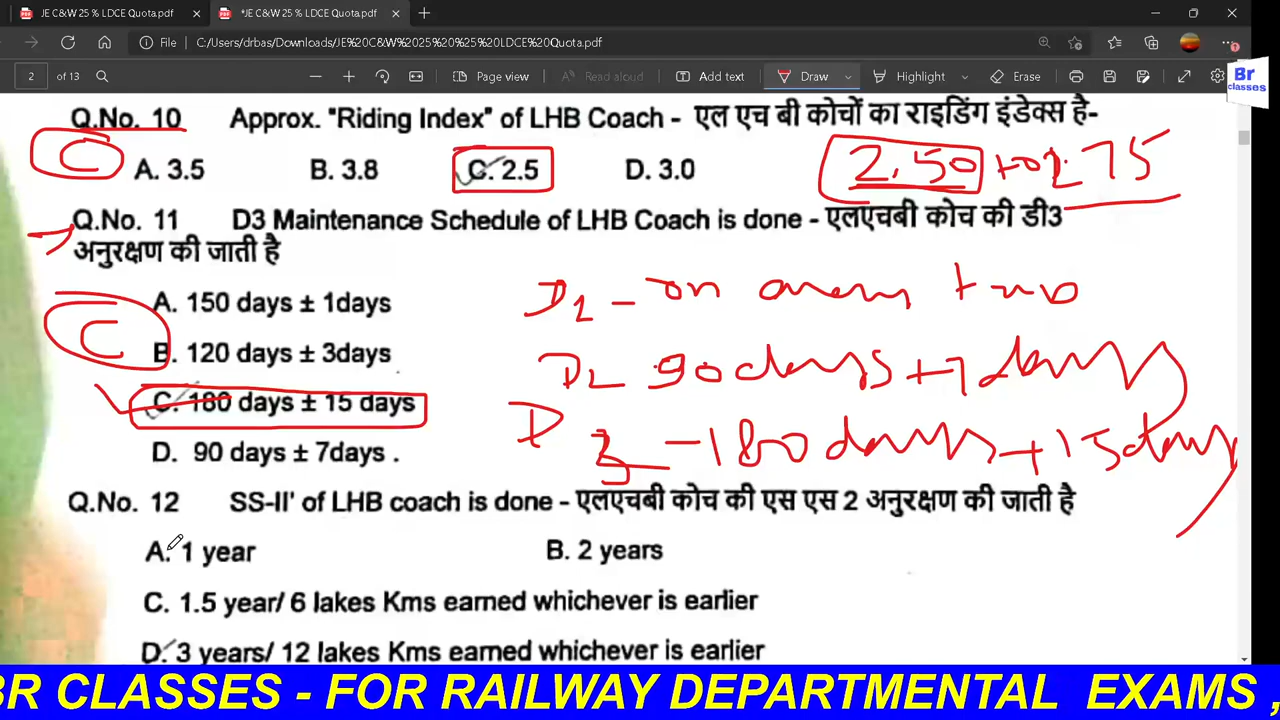 JE C&W 25 % LDCE Quota.pdf
*JE C&W 25 % LDCE Quota.pdf
File C:/Users/drbas/Downloads/JE%20C&W%2025%20%25%20LDCE%20Quota.pdf
2 of 13 Page view Read aloud Add text Draw Highlight Erase
Br
classes
Q.No. 10 Approx. "Riding Index" of LHB Coach - एल एच बी कोचों का राइडिंग इंडेक्स है-
C A. 3.5 B. 3.8 C. 2.5 D. 3.0 2.50 to 2.75
Q.No. 11 D3 Maintenance Schedule of LHB Coach is done - एलएचबी कोच की डी3
अनुरक्षण की जाती है
A. 150 days ± 1days D1 - on
C B. 120 days ± 3days D2 90 days + 7 days
C. 180 days ± 15 days D3 - 180 days + 15 days
D. 90 days ± 7days .
Q.No. 12 SS-II' of LHB coach is done - एलएचबी कोच की एस एस 2 अनुरक्षण की जाती है
A. 1 year B. 2 years
C. 1.5 year/ 6 lakes Kms earned whichever is earlier
D. 3 years/ 12 lakes Kms earned whichever is earlier
BR CLASSES - FOR RAILWAY DEPARTMENTAL EXAMS ,